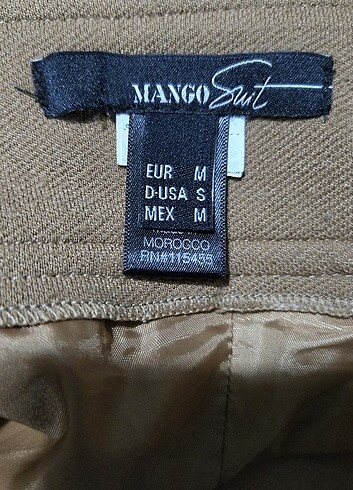 MANGO Suit
EUR M
D-USA S
MEX M
MOROCCO
RN#115455